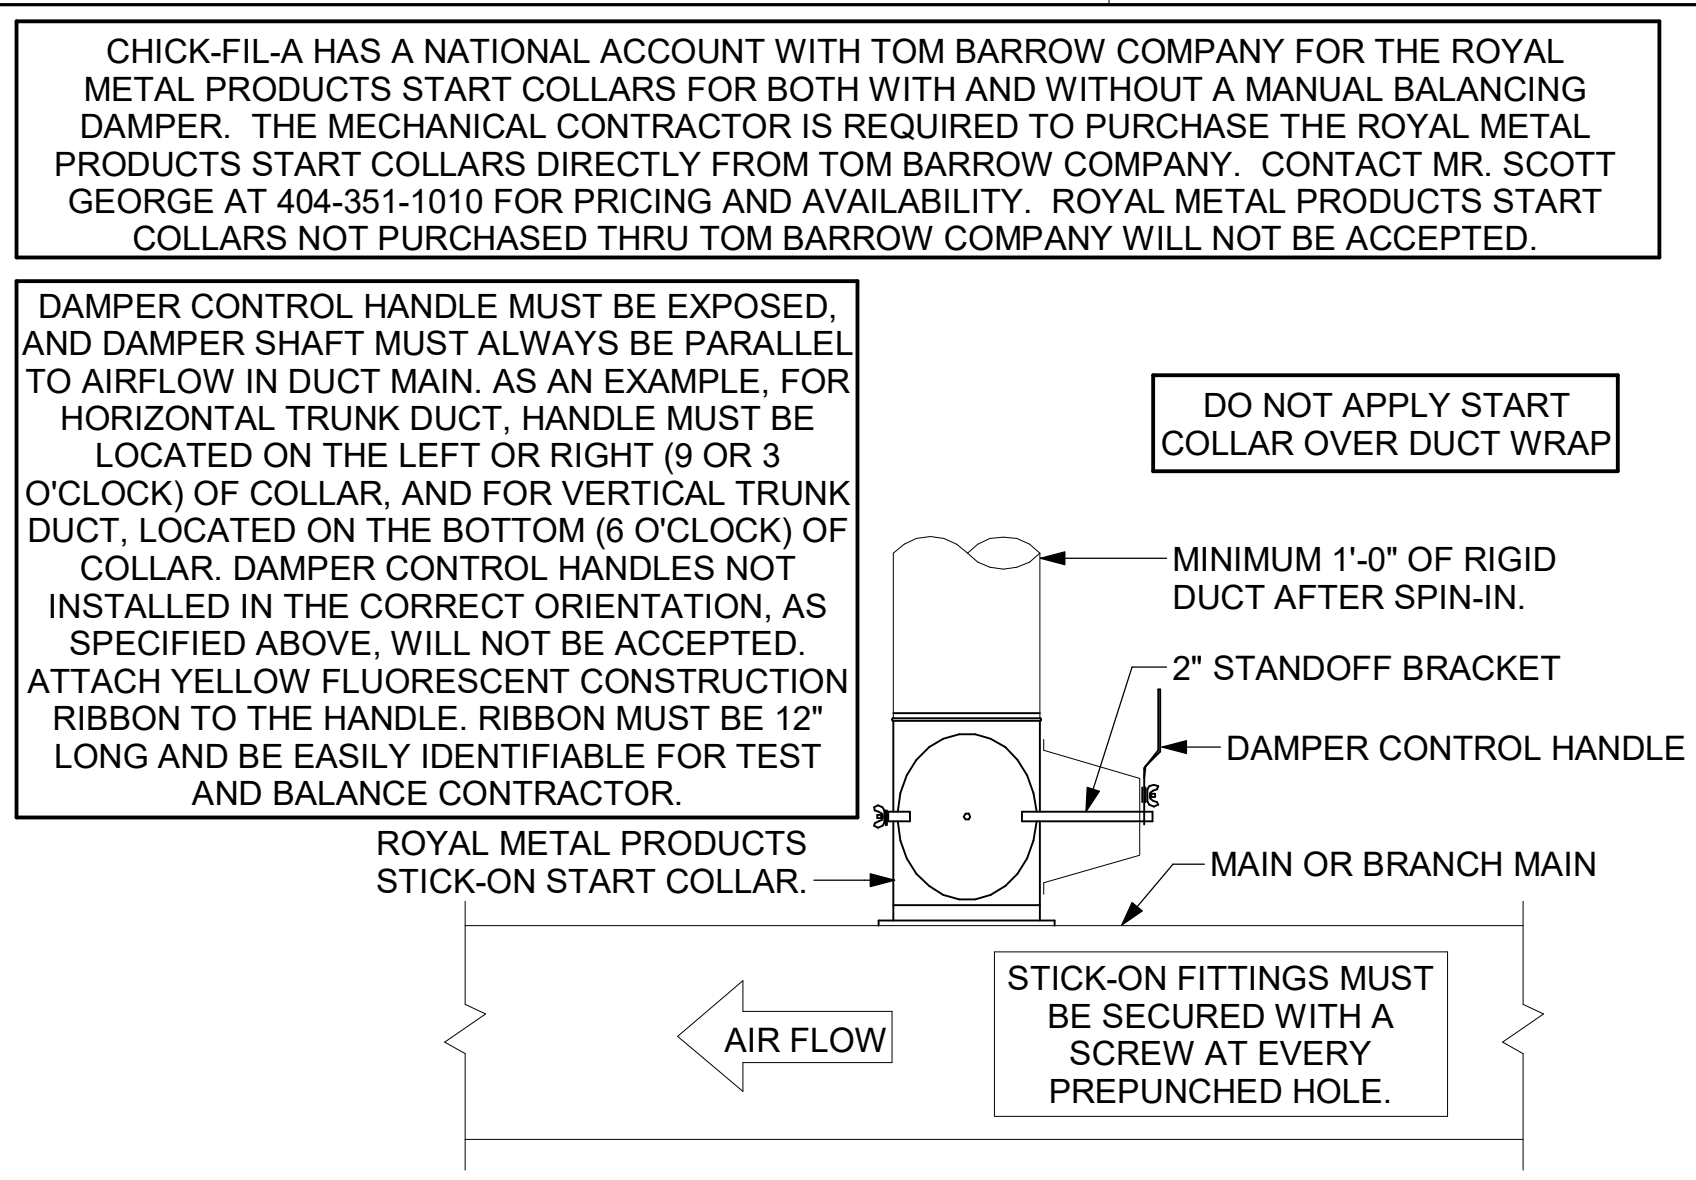 CHICK-FIL-A HAS A NATIONAL ACCOUNT WITH TOM BARROW COMPANY FOR THE ROYAL
METAL PRODUCTS START COLLARS FOR BOTH WITH AND WITHOUT A MANUAL BALANCING
DAMPER.  THE MECHANICAL CONTRACTOR IS REQUIRED TO PURCHASE THE ROYAL METAL
PRODUCTS START COLLARS DIRECTLY FROM TOM BARROW COMPANY.  CONTACT MR. SCOTT
GEORGE AT 404-351-1010 FOR PRICING AND AVAILABILITY.  ROYAL METAL PRODUCTS START
COLLARS NOT PURCHASED THRU TOM BARROW COMPANY WILL NOT BE ACCEPTED.
DAMPER CONTROL HANDLE MUST BE EXPOSED,
AND DAMPER SHAFT MUST ALWAYS BE PARALLEL
TO AIRFLOW IN DUCT MAIN. AS AN EXAMPLE, FOR
HORIZONTAL TRUNK DUCT, HANDLE MUST BE
LOCATED ON THE LEFT OR RIGHT (9 OR 3
O'CLOCK) OF COLLAR, AND FOR VERTICAL TRUNK
DUCT, LOCATED ON THE BOTTOM (6 O'CLOCK) OF
COLLAR. DAMPER CONTROL HANDLES NOT
INSTALLED IN THE CORRECT ORIENTATION, AS
SPECIFIED ABOVE, WILL NOT BE ACCEPTED.
ATTACH YELLOW FLUORESCENT CONSTRUCTION
RIBBON TO THE HANDLE. RIBBON MUST BE 12"
LONG AND BE EASILY IDENTIFIABLE FOR TEST
AND BALANCE CONTRACTOR.
DO NOT APPLY START
COLLAR OVER DUCT WRAP
MINIMUM 1'-0" OF RIGID
DUCT AFTER SPIN-IN.
2" STANDOFF BRACKET
DAMPER CONTROL HANDLE
ROYAL METAL PRODUCTS
STICK-ON START COLLAR.
MAIN OR BRANCH MAIN
AIR FLOW
STICK-ON FITTINGS MUST
BE SECURED WITH A
SCREW AT EVERY
PREPUNCHED HOLE.